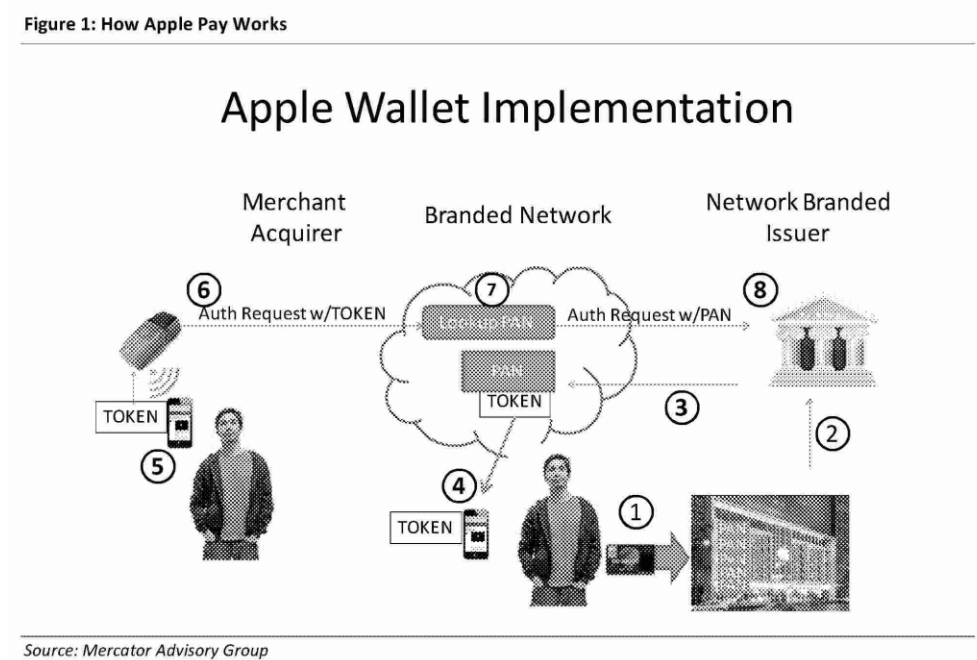 Figure 1: How Apple Pay Works
Apple Wallet Implementation
Merchant
Acquirer
Branded Network
Network Branded
Issuer
6
7
8
Auth Request w/TOKEN
Lookup PAN
Auth Request w/PAN
PAN
TOKEN
3
TOKEN
2
5
4
1
TOKEN
Source: Mercator Advisory Group